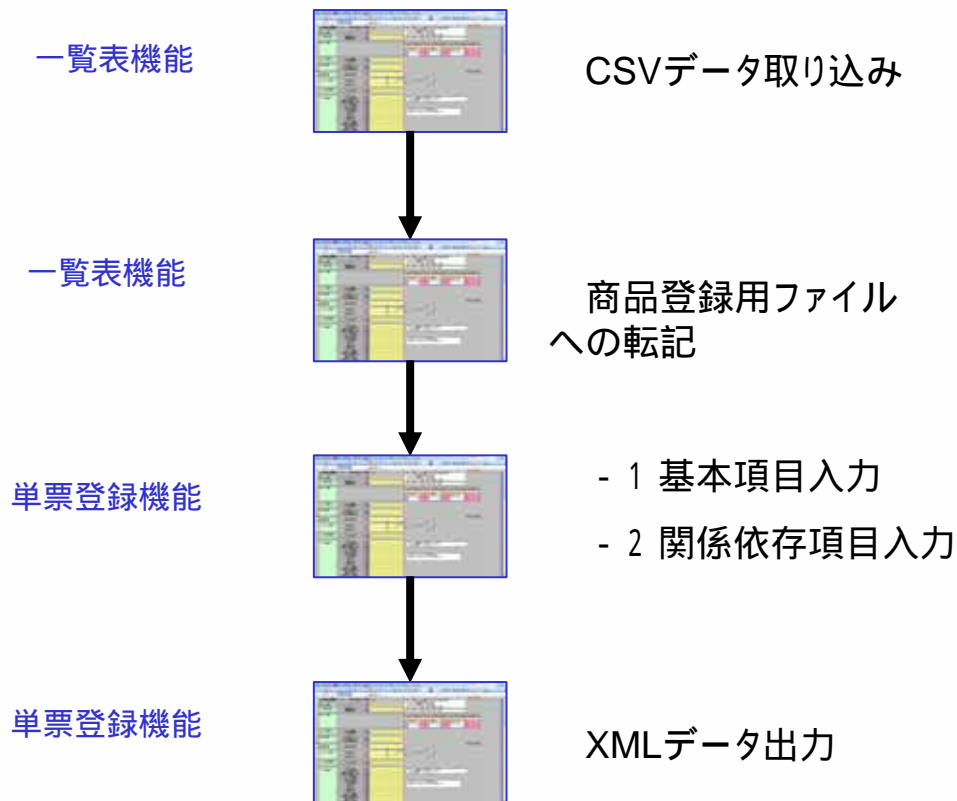 一覧表機能
CSVデータ取り込み
一覧表機能
商品登録用ファイル
への転記
単票登録機能
- 1 基本項目入力
- 2 関係依存項目入力
単票登録機能
XMLデータ出力